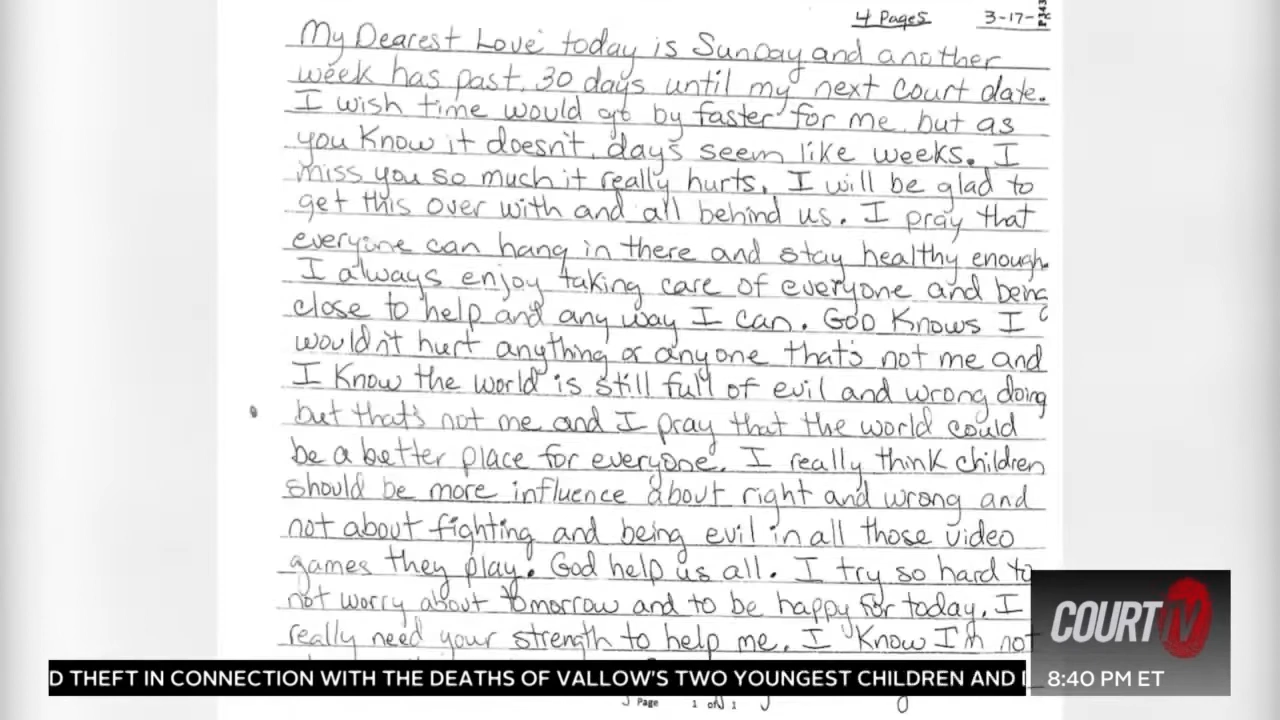 4 Pages 3-17-
My Dearest Love today is Sunday and another
week has past. 30 days until my next court date.
I wish time would go by faster for me but as
you Know it doesn't. days seem like weeks. I
miss you so much it really hurts. I will be glad to
get this over with and all behind us. I pray that
everyone can hang in there and stay healthy enough.
I always enjoy taking care of everyone and being
close to help and any way I can. GOD Knows I
wouldn't hurt anything or anyone that's not me and
I Know the world is still full of evil and wrong doing
but that's not me and I pray that the world could
be a better place for everyone. I really think children
should be more influence about right and wrong and
not about fighting and being evil in all those video
games they play. God help us all. I try so hard to
not worry about tomorrow and to be happy for today. I
really need your strength to help me. I Know I'm not
Page 1 of 1
COURT TV
D THEFT IN CONNECTION WITH THE DEATHS OF VALLOW'S TWO YOUNGEST CHILDREN AND
8:40 PM ET